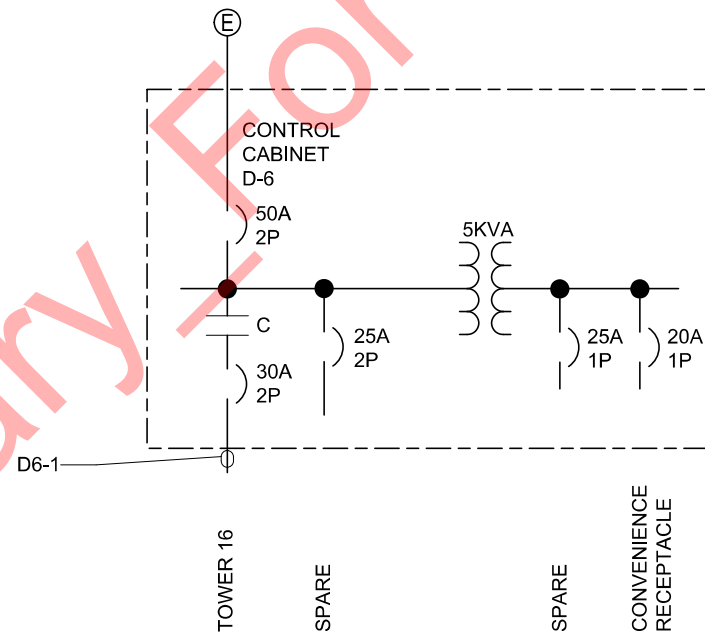 E
CONTROL
CABINET
D-6
50A
2P
5KVA
C
30A
2P
25A
2P
25A
1P
20A
1P
D6-1
TOWER 16
SPARE
SPARE
CONVENIENCE
RECEPTACLE